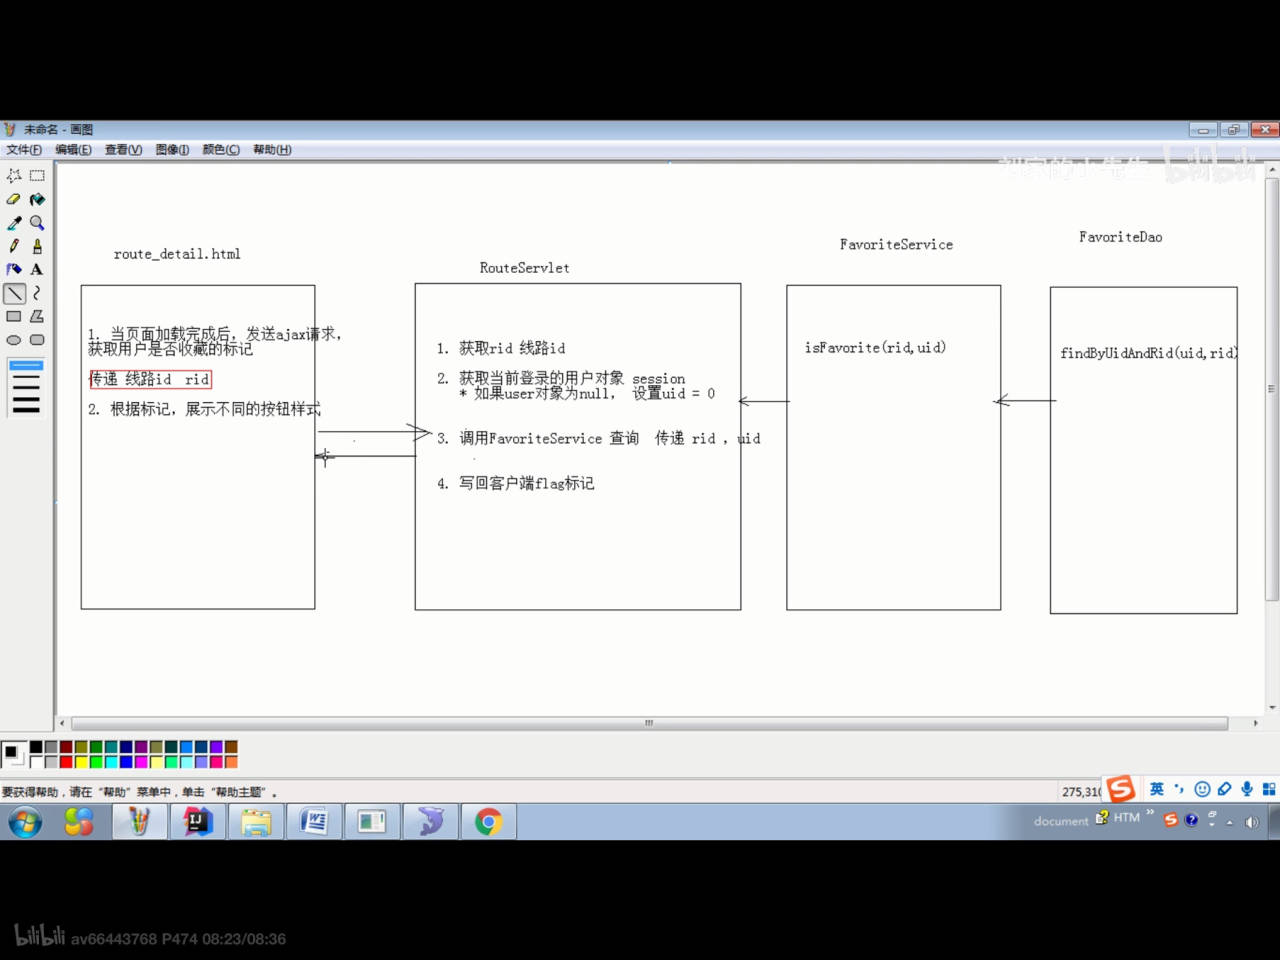 未命名 - 画图
文件(F) 编辑(E) 查看(V) 图像(I) 颜色(C) 帮助(H)
bilibili
route_detail.html
1. 当页面加载完成后, 发送ajax请求,
获取用户是否收藏的标记
传递 线路id rid
2. 根据标记, 展示不同的按钮样式
RouteServlet
1. 获取rid 线路id
2. 获取当前登录的用户对象 session
* 如果user对象为null, 设置uid = 0
3. 调用FavoriteService 查询 传递 rid , uid
4. 写回客户端flag标记
FavoriteService
isFavorite(rid,uid)
FavoriteDao
findByUidAndRid(uid,rid)
要获得帮助，请在“帮助”菜单中，单击“帮助主题”。
275,310
英
document
HTM
bilibili av66443768 P474 08:23/08:36